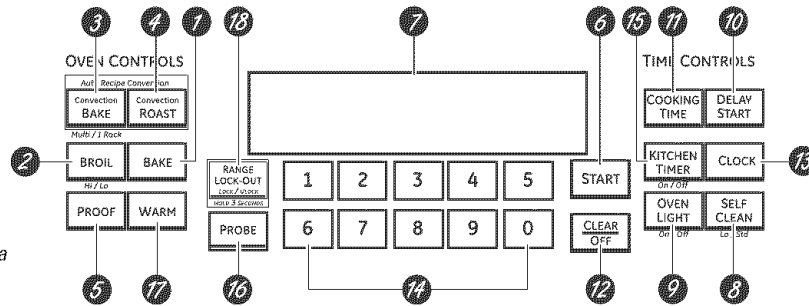 3 1 18 4 7 6 15 11 10
OVEN CONTROLS
TIME CONTROLS
Auto Recipe Conversion
Convection BAKE
Convection ROAST
Multi / 1 Rack
COOKING TIME
DELAY START
2
BROIL
BAKE
Hi / Lo
RANGE LOCK-OUT
Lock / Unlock
HOLD 3 SECONDS
1 2 3 4 5
START
KITCHEN TIMER
On / Off
CLOCK
13
PROOF
WARM
PROBE
6 7 8 9 0
CLEAR OFF
OVEN LIGHT
On Off
SELF CLEAN
Lo Std
a
5 17 16 14 12 9 8